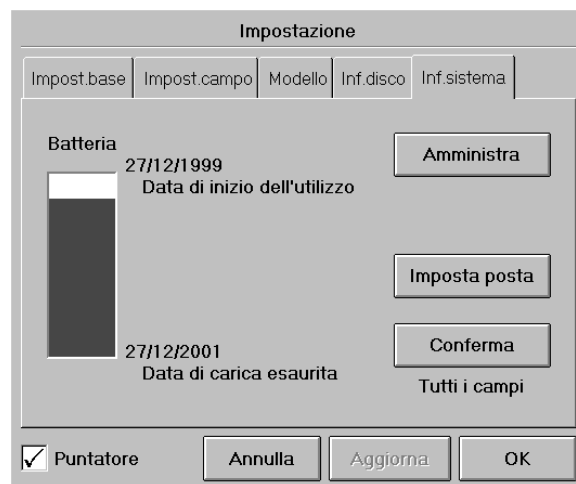 Impostazione
Impost.base Impost.campo Modello Inf.disco Inf.sistema
Batteria
27/12/1999
Data di inizio dell'utilizzo
Amministra
Imposta posta
Conferma
Tutti i campi
27/12/2001
Data di carica esaurita
Puntatore Annulla Aggiorna OK